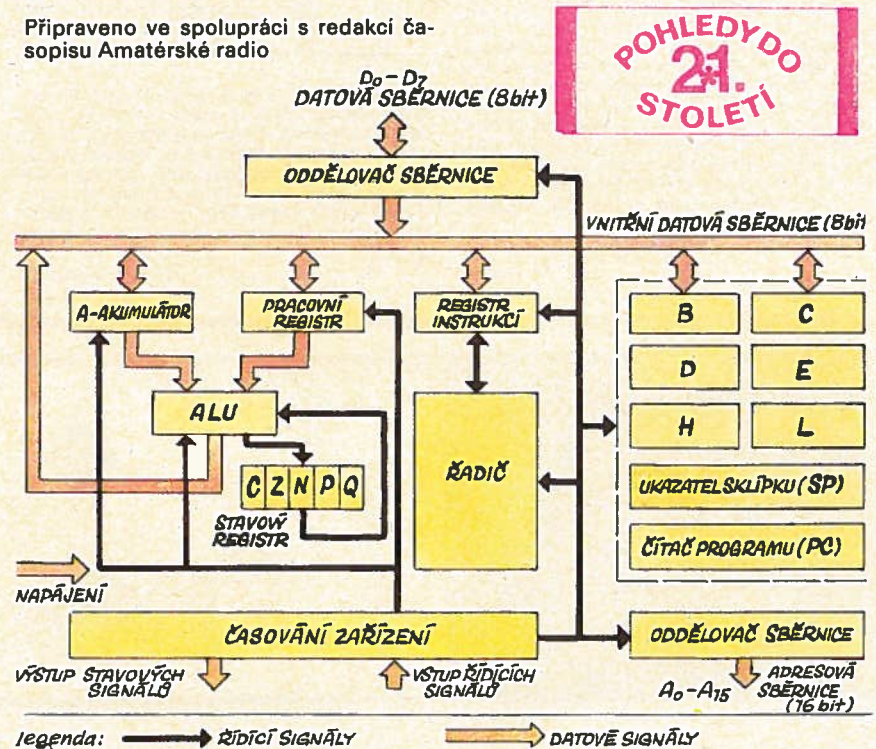 Připraveno ve spolupráci s redakcí ča-
sopisu Amatérské radio
POHLEDY DO
21.
STOLETÍ
D₀-D₇
DATOVÁ SBĚRNICE (8bit)
ODDĚLOVAČ SBĚRNICE
VNITŘNÍ DATOVÁ SBĚRNICE (8bit
A-AKUMULÁTOR
PRACOVNÍ
REGISTR
REGISTR
INSTRUKCÍ
B
C
D
E
H
L
ALU
C Z N P Q
STAVOVÝ
REGISTR
ŘADIČ
UKAZATEL SKLÍPKU (SP)
ČÍTAČ PROGRAMU (PC)
NAPÁJENÍ
ČASOVÁNÍ ZAŘÍZENÍ
ODDĚLOVAČ SBĚRNICE
VÝSTUP STAVOVÝCH
SIGNÁLŮ
VSTUP ŘÍDÍCÍCH
SIGNÁLŮ
A₀-A₁₅
ADRESOVÁ
SBĚRNICE
(16 bit)
legenda:
ŘÍDÍCÍ SIGNÁLY
DATOVÉ SIGNÁLY